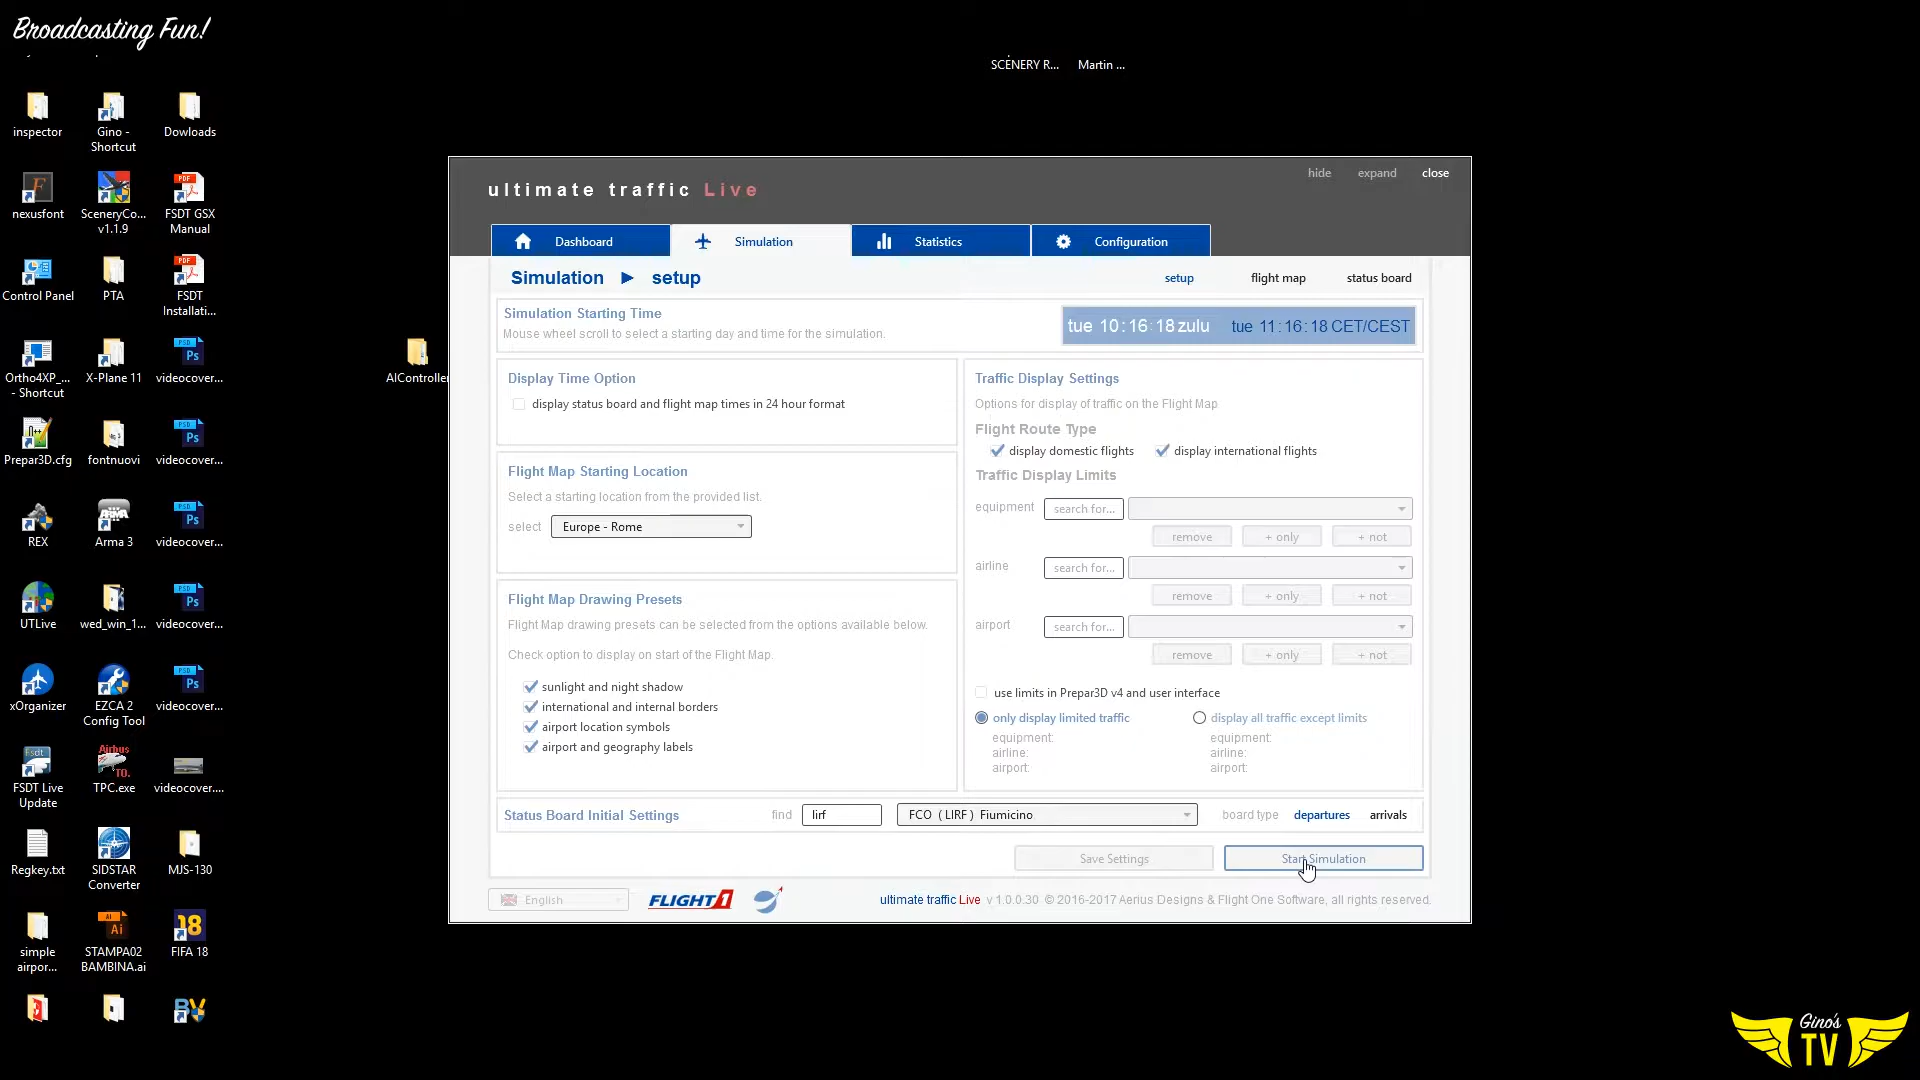 Broadcasting Fun!
SCENERY R...
Martin ...
inspector
Gino - Shortcut
Dowloads
nexusfont
SceneryCo... v1.1.9
FSDT GSX Manual
Control Panel
PTA
FSDT Installati...
Ortho4XP_... - Shortcut
X-Plane 11
videocover...
AIController
Prepar3D.cfg
fontnuovi
videocover...
REX
Arma 3
videocover...
UTLive
wed_win_1...
videocover...
xOrganizer
EZCA 2 Config Tool
videocover...
FSDT Live Update
TPC.exe
videocover....
Regkey.txt
SIDSTAR Converter
MJS-130
simple airpor...
STAMPA02 BAMBINA.ai
FIFA 18
ultimate traffic Live
hide expand close
Dashboard Simulation Statistics Configuration
Simulation ► setup
setup flight map status board
Simulation Starting Time
Mouse wheel scroll to select a starting day and time for the simulation.
tue 10:16:18 zulu tue 11:16:18 CET/CEST
Display Time Option
display status board and flight map times in 24 hour format
Flight Map Starting Location
Select a starting location from the provided list.
select Europe - Rome
Flight Map Drawing Presets
Flight Map drawing presets can be selected from the options available below.
Check option to display on start of the Flight Map.
sunlight and night shadow
international and internal borders
airport location symbols
airport and geography labels
Traffic Display Settings
Options for display of traffic on the Flight Map
Flight Route Type
display domestic flights display international flights
Traffic Display Limits
equipment search for...
remove + only + not
airline search for...
remove + only + not
airport search for...
remove + only + not
use limits in Prepar3D v4 and user interface
only display limited traffic display all traffic except limits
equipment: equipment:
airline: airline:
airport: airport:
Status Board Initial Settings find lirf FCO ( LIRF ) Fiumicino board type departures arrivals
Save Settings Start Simulation
English FLIGHT1 ultimate traffic Live v 1.0.0.30 © 2016-2017 Aerius Designs & Flight One Software, all rights reserved.
Gino's
TV